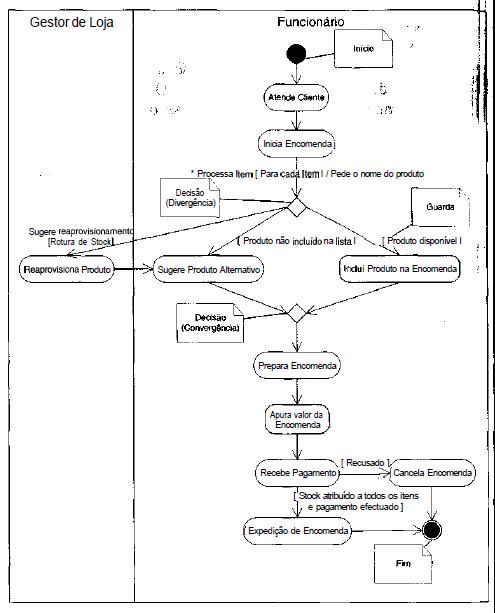 Gestor de Loja
Funcionário
Início
Atende Cliente
Inicia Encomenda
* Processa Item [ Para cada Item ] / Pede o nome do produto
Decisão
(Divergência)
Guarda
Sugere reaprovisionamento
[Rotura de Stock]
[ Produto não incluído na lista ]
[ Produto disponível ]
Reaprovisiona Produto
Sugere Produto Alternativo
Inclui Produto na Encomenda
Decisão
(Convergência)
Prepara Encomenda
Apura valor da
Encomenda
Recebe Pagamento
[ Recusado ]
Cancela Encomenda
[ Stock atribuído a todos os itens
e pagamento efectuado ]
Expedição de Encomenda
Fim